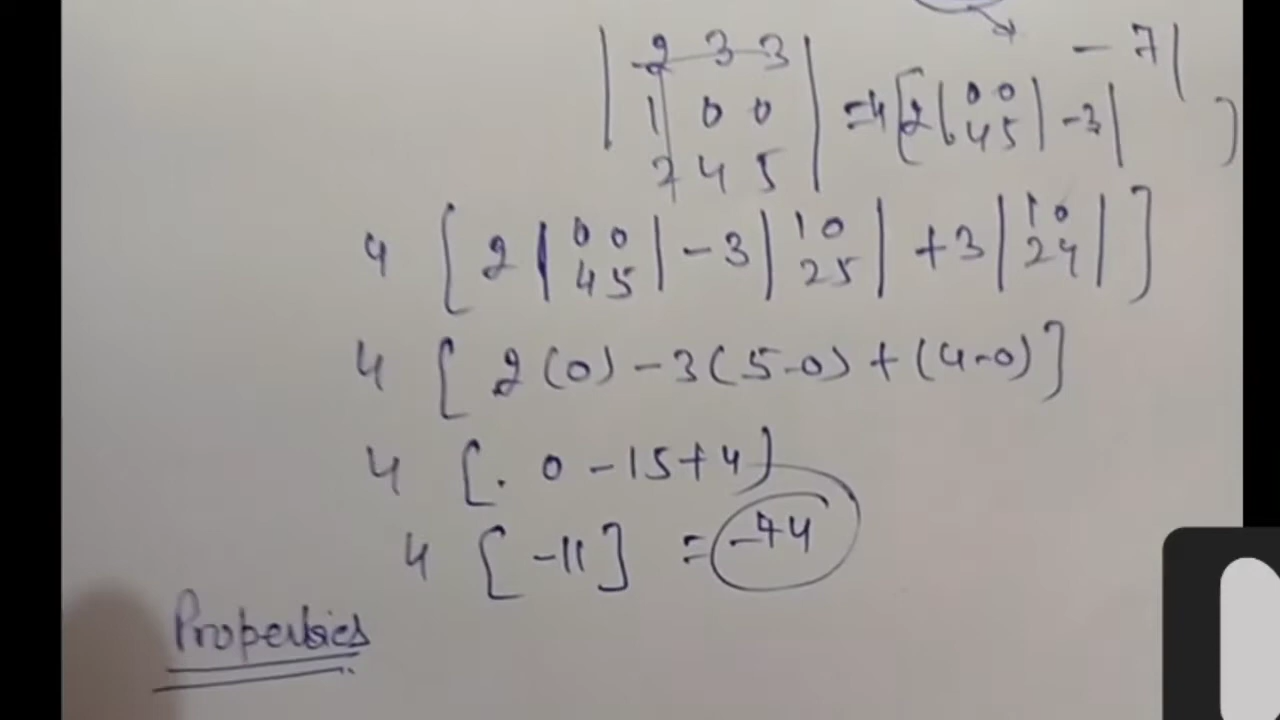 | 2 3 3 | - 7 |
| 1 0 0 | = 4 [ 2 | 0 0 | - 3 | ]
| 2 4 5 | | 4 5 |
4 [ 2 | 0 0 | - 3 | 1 0 | + 3 | 1 0 | ]
| 4 5 | | 2 5 | | 2 4 |
4 [ 2 (0) - 3 (5-0) + (4-0) ]
4 [ . 0 - 15 + 4 ]
4 [ -11 ] = -44
Properties